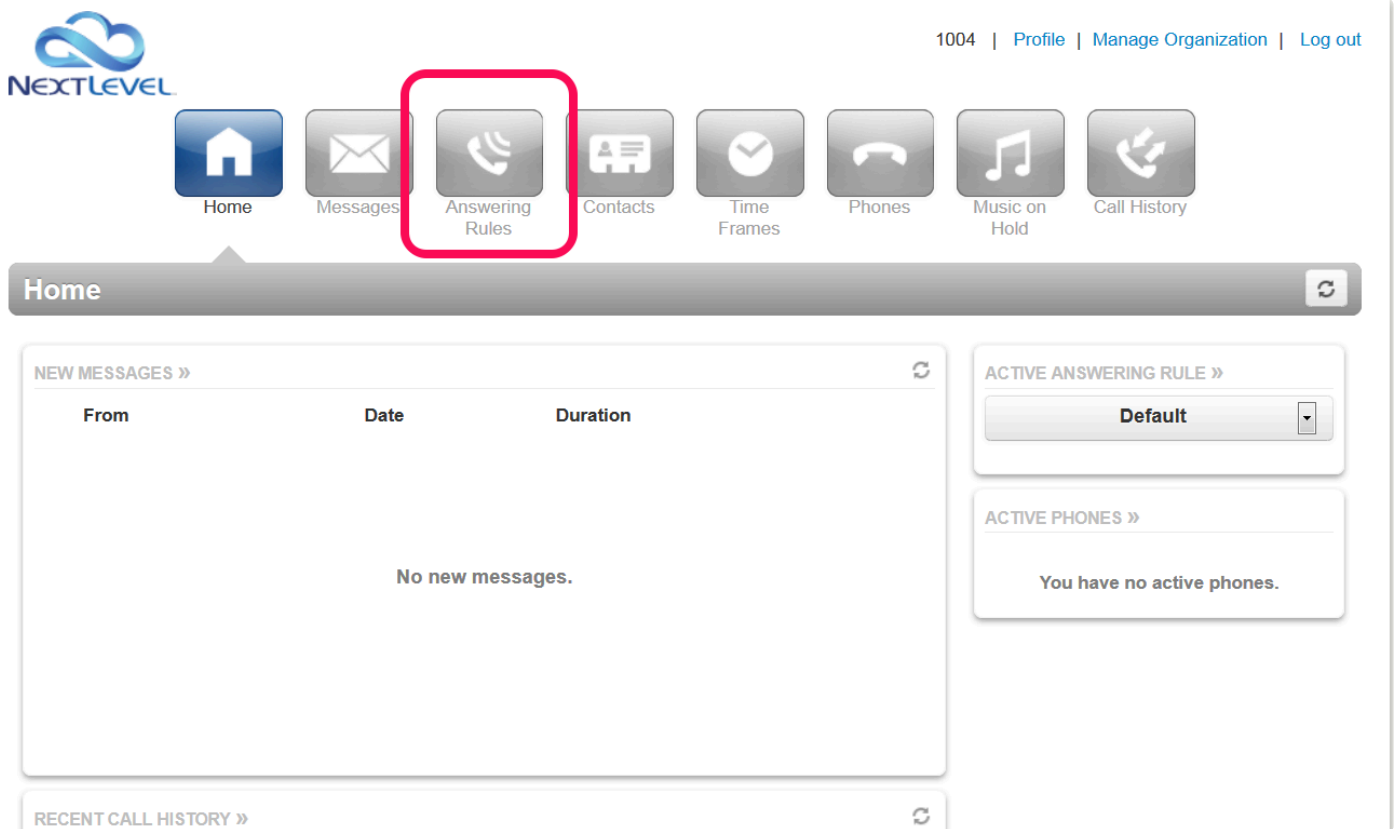 1004 | Profile | Manage Organization | Log out
NEXTLEVEL
Home
Messages
Answering
Rules
Contacts
Time
Frames
Phones
Music on
Hold
Call History
Home
NEW MESSAGES »
From Date Duration
No new messages.
ACTIVE ANSWERING RULE »
Default
ACTIVE PHONES »
You have no active phones.
RECENT CALL HISTORY »